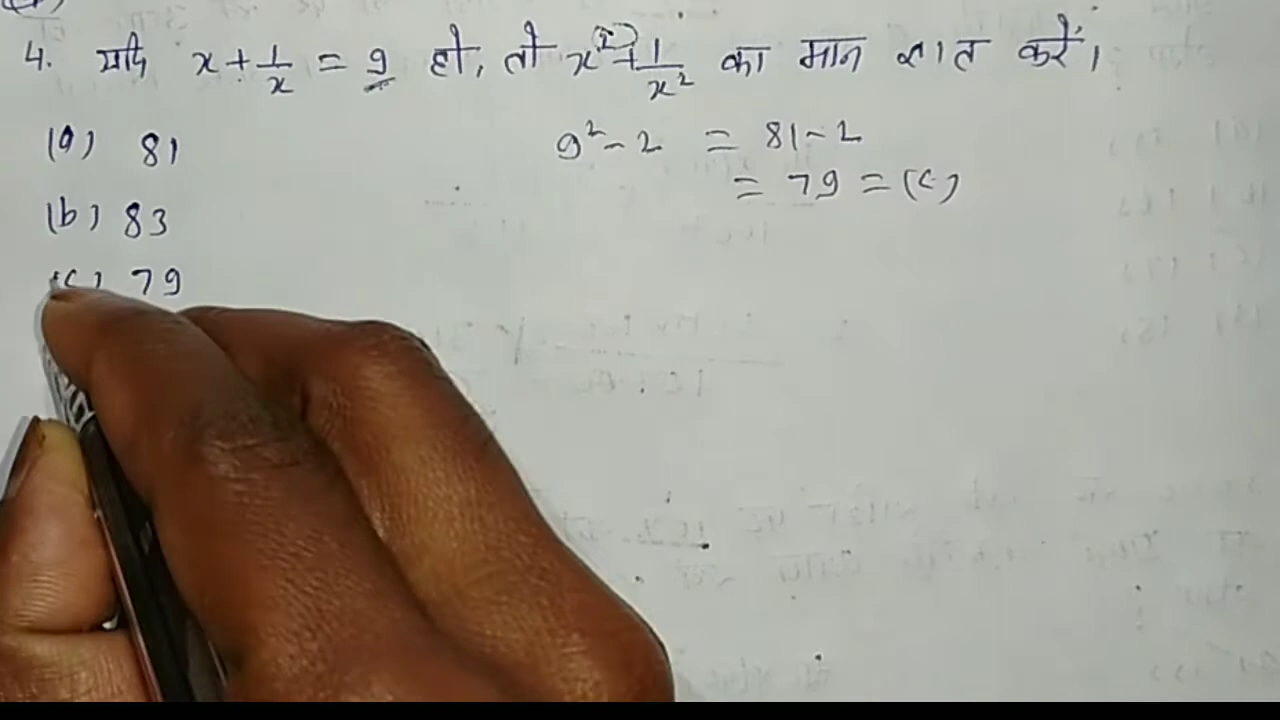 4. यदि x + 1/x = 9 हो, तो x² + 1/x² का मान ज्ञात करें।
(a) 81
9² - 2 = 81 - 2
= 79 = (c)
(b) 83
(c) 79